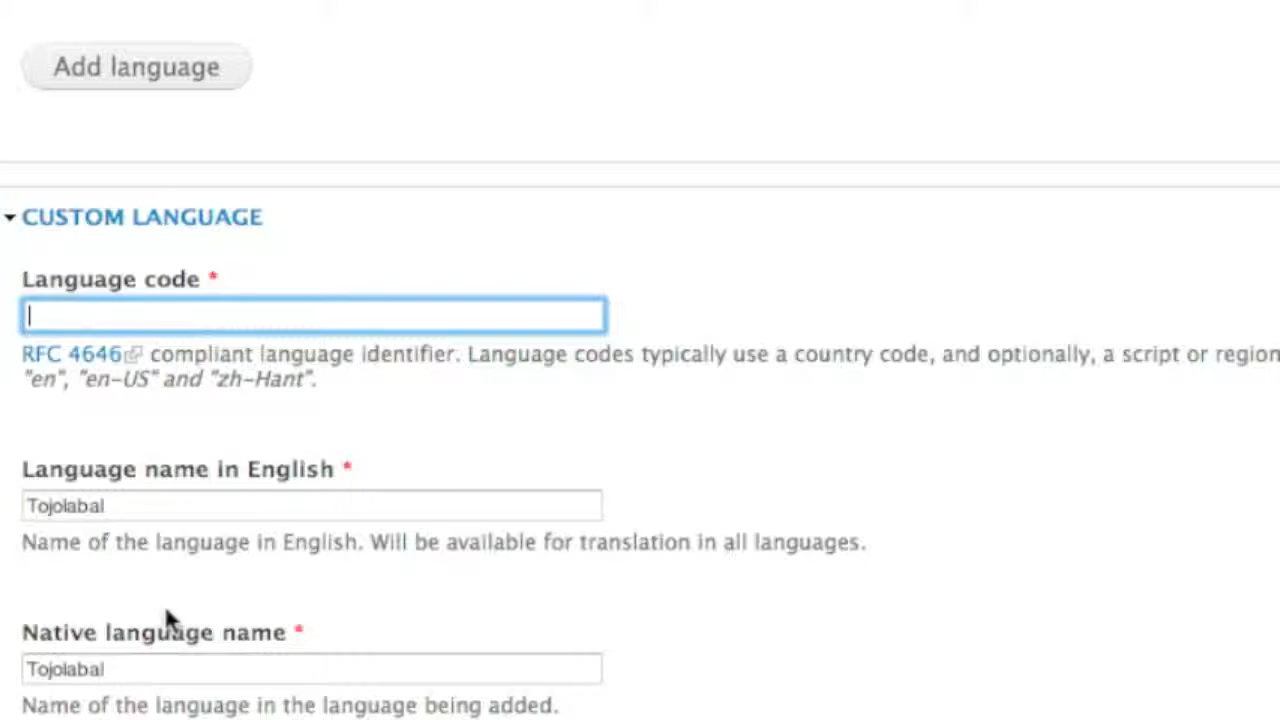 Add language
CUSTOM LANGUAGE
Language code *
RFC 4646 compliant language identifier. Language codes typically use a country code, and optionally, a script or region
"en", "en-US" and "zh-Hant".
Language name in English *
Tojolabal
Name of the language in English. Will be available for translation in all languages.
Native language name *
Tojolabal
Name of the language in the language being added.